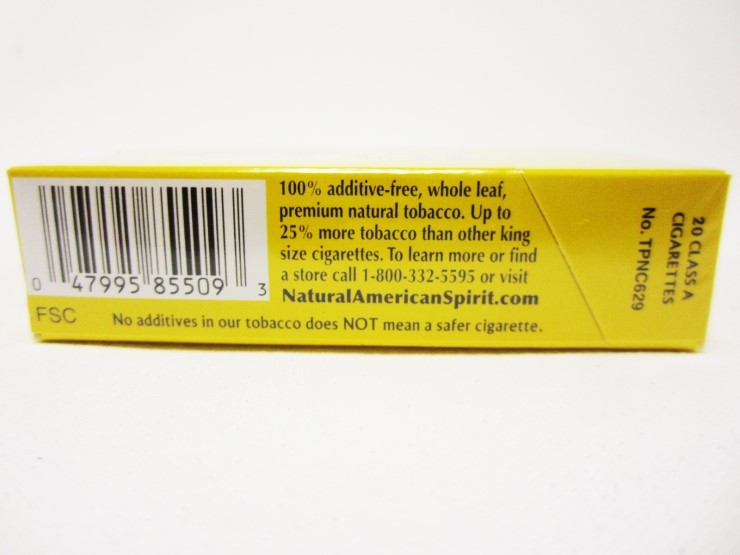 100% additive-free, whole leaf,
premium natural tobacco. Up to
25% more tobacco than other king
size cigarettes. To learn more or find
a store call 1-800-332-5595 or visit
NaturalAmericanSpirit.com
0 47995 85509 3
FSC
No additives in our tobacco does NOT mean a safer cigarette.
20 CLASS A
CIGARETTES
No. TPNC629